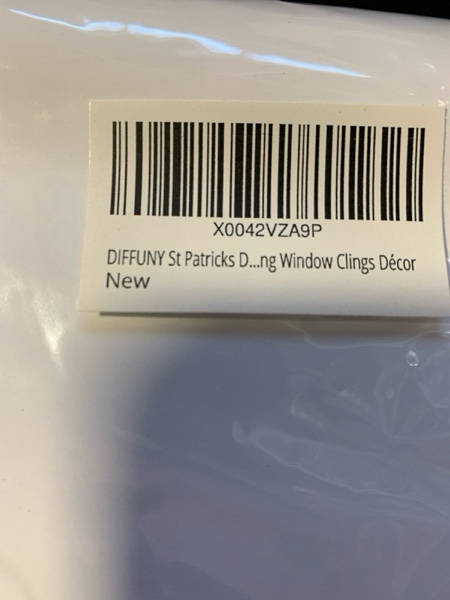 X0042VZA9P
DIFFUNY St Patricks D...ng Window Clings Décor
New